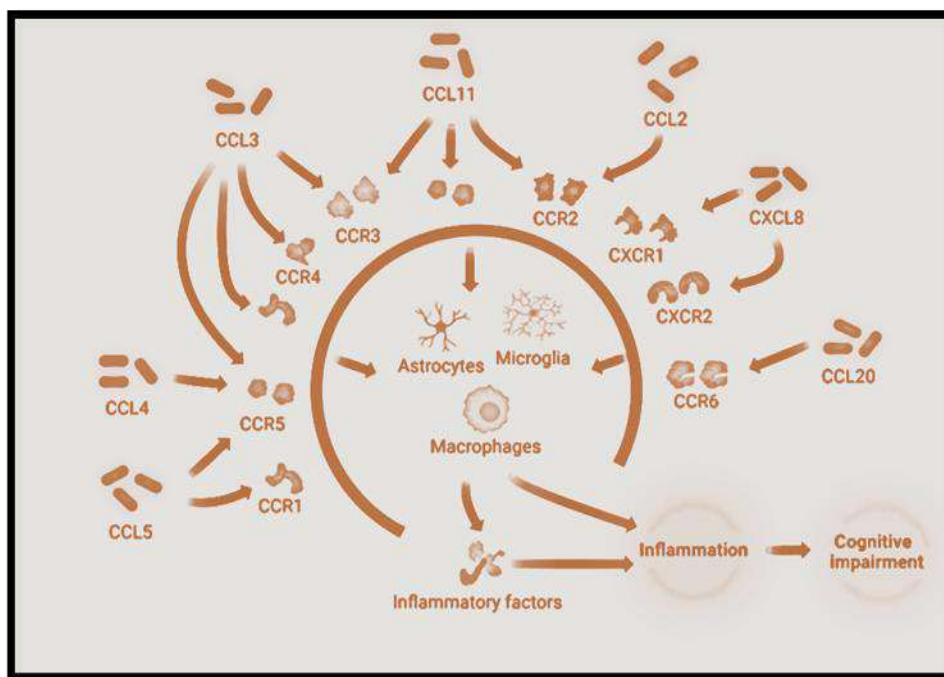 CCL11
CCL2
CCL3
CXCL8
CCR3
CCR2
CXCR1
CCR4
CXCR2
Astrocytes
Microglia
CCL20
CCL4
CCR5
CCR6
Macrophages
CCL5
CCR1
Inflammation
Cognitive
Impairment
Inflammatory factors